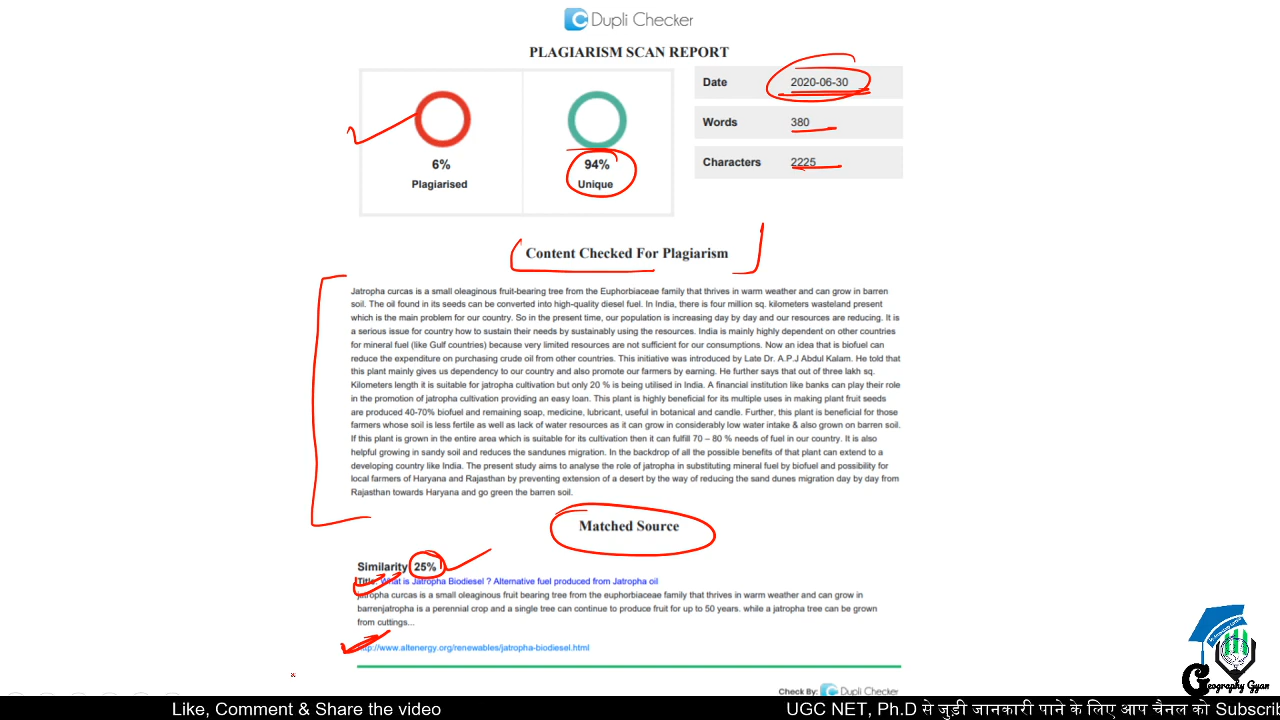 Dupli Checker
PLAGIARISM SCAN REPORT
6%
Plagiarised
94%
Unique
Date 2020-06-30
Words 380
Characters 2225
Content Checked For Plagiarism
Jatropha curcas is a small oleaginous fruit-bearing tree from the Euphorbiaceae family that thrives in warm weather and can grow in barren
soil. The oil found in its seeds can be converted into high-quality diesel fuel. In India, there is four million sq. kilometers wasteland present
which is the main problem for our country. So in the present time, our population is increasing day by day and our resources are reducing. It is
a serious issue for country how to sustain their needs by sustainably using the resources. India is mainly highly dependent on other countries
for mineral fuel (like Gulf countries) because very limited resources are not sufficient for our consumptions. Now an idea that is biofuel can
reduce the expenditure on purchasing crude oil from other countries. This initiative was introduced by Late Dr. A.P.J Abdul Kalam. He told that
this plant mainly gives us dependency to our country and also promote our farmers by earning. He further says that out of three lakh sq.
Kilometers length it is suitable for jatropha cultivation but only 20 % is being utilised in India. A financial institution like banks can play their role
in the promotion of jatropha cultivation providing an easy loan. This plant is highly beneficial for its multiple uses in making plant fruit seeds
are produced 40-70% biofuel and remaining soap, medicine, lubricant, useful in botanical and candle. Further, this plant is beneficial for those
farmers whose soil is less fertile as well as lack of water resources as it can grow in considerably low water intake & also grown on barren soil.
If this plant is grown in the entire area which is suitable for its cultivation then it can fulfill 70 – 80 % needs of fuel in our country. It is also
helpful growing in sandy soil and reduces the sandunes migration. In the backdrop of all the possible benefits of that plant can extend to a
developing country like India. The present study aims to analyse the role of jatropha in substituting mineral fuel by biofuel and possibility for
local farmers of Haryana and Rajasthan by preventing extension of a desert by the way of reducing the sand dunes migration day by day from
Rajasthan towards Haryana and go green the barren soil.
Matched Source
Similarity 25%
Title: What is Jatropha Biodiesel ? Alternative fuel produced from Jatropha oil
jatropha curcas is a small oleaginous fruit bearing tree from the euphorbiaceae family that thrives in warm weather and can grow in
barrenjatropha is a perennial crop and a single tree can continue to produce fruit for up to 50 years. while a jatropha tree can be grown
from cuttings...
http://www.altenergy.org/renewables/jatropha-biodiesel.html
Check By: Dupli Checker
Geography Gyan
Like, Comment & Share the video
UGC NET, Ph.D से जुड़ी जानकारी पाने के लिए आप चैनल को Subscrib